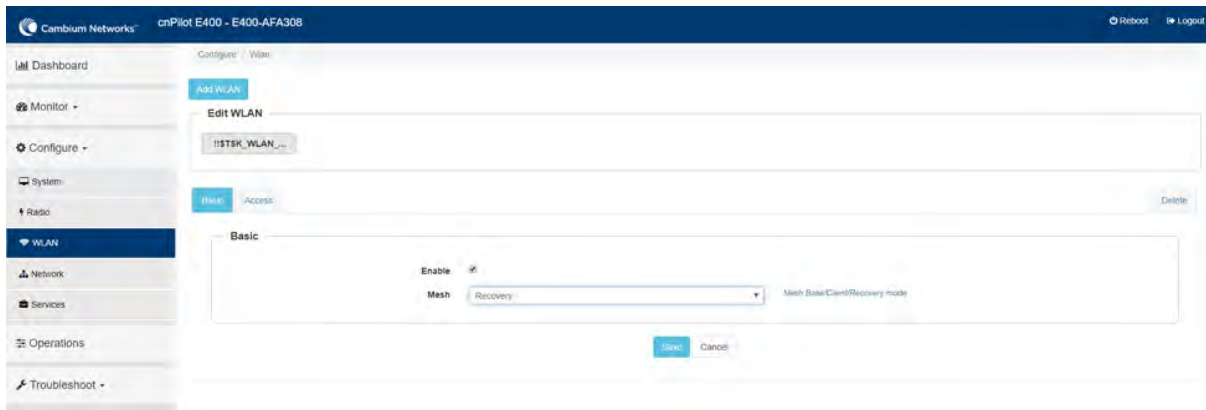 Cambium Networks™
cnPilot E400 - E400-AFA308
Reboot
Logout
Dashboard
Monitor
Configure
System
Radio
WLAN
Network
Services
Operations
Troubleshoot
Configure / Wlan
Add WLAN
Edit WLAN
!!$TSK_WLAN_...
Basic
Access
Delete
Basic
Enable
Mesh
Recovery
Mesh Base/Client/Recovery mode
Save
Cancel